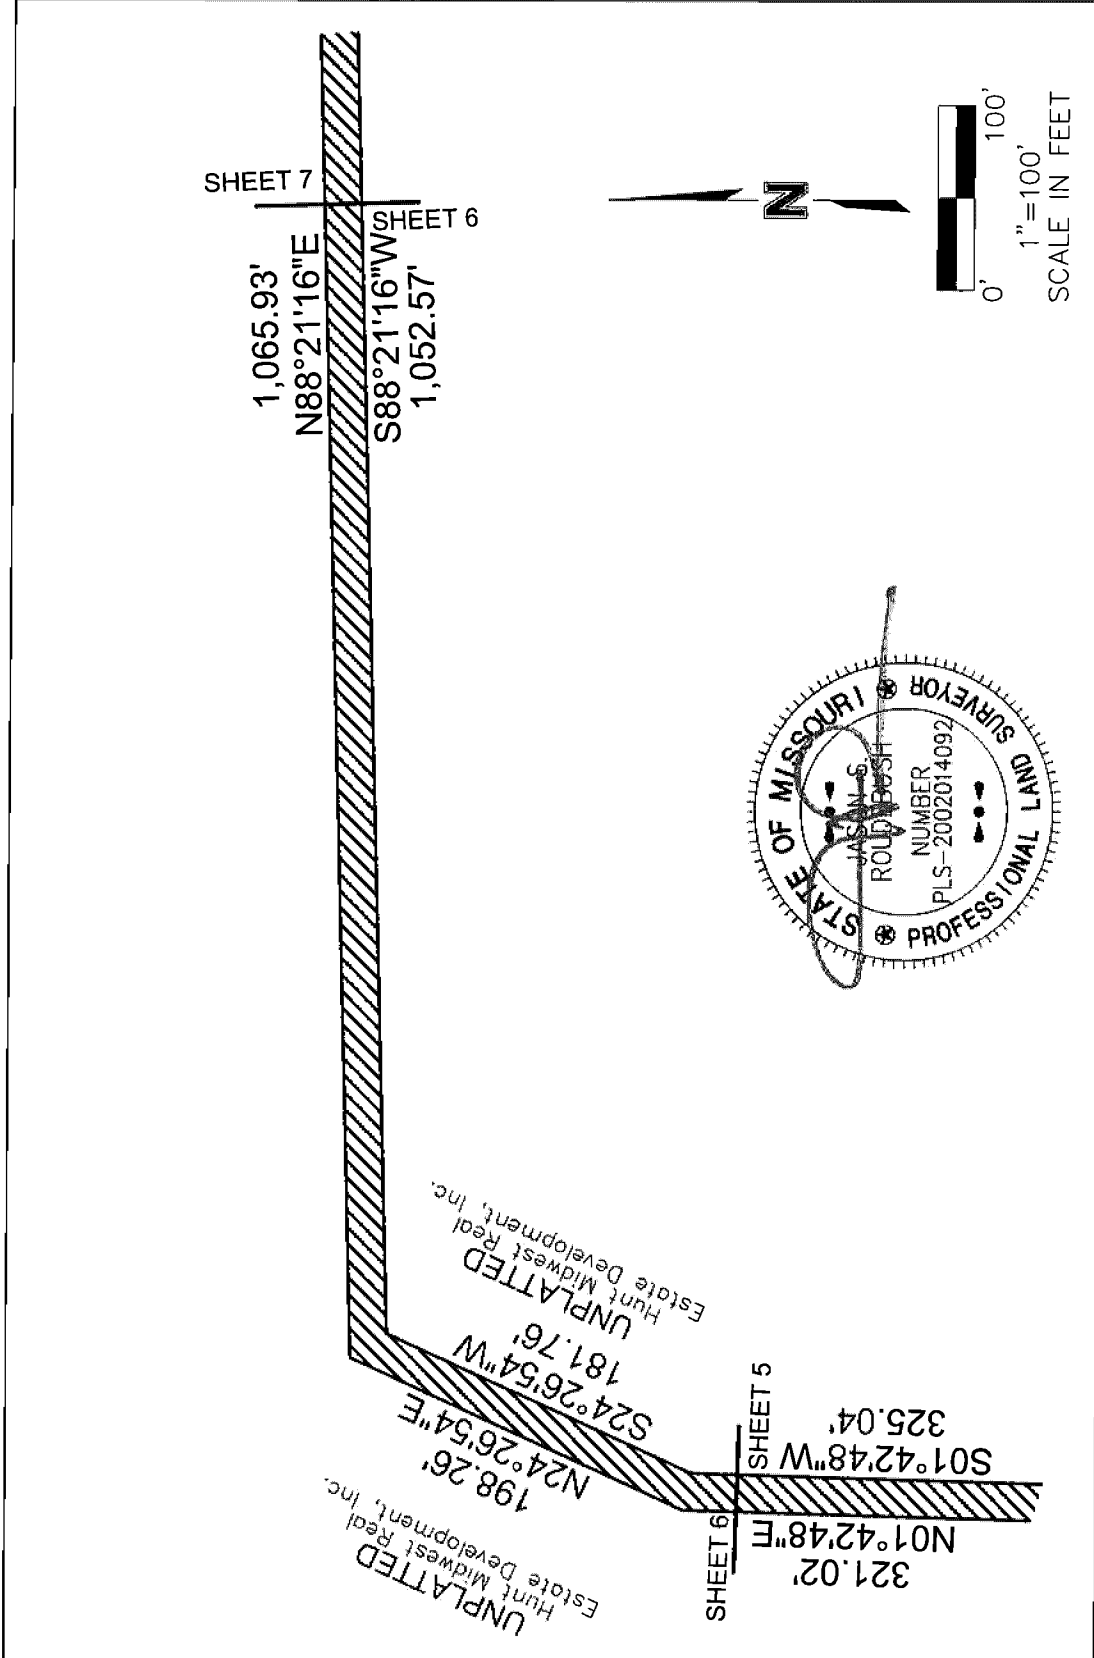 SHEET 7
SHEET 6
1,065.93'
N88°21'16"E
S88°21'16"W
1,052.57'
1"=100'
0' 100'
SCALE IN FEET
N
STATE OF MISSOURI
JASON S.
ROUDEBUSH
NUMBER
PLS-2002014092
PROFESSIONAL LAND SURVEYOR
UNPLATTED
Hunt Midwest Real
Estate Development, Inc.
S24°26'54"W
181.76'
N24°26'54"E
198.26'
UNPLATTED
Hunt Midwest Real
Estate Development, Inc.
SHEET 5
SHEET 6
S01°42'48"W
325.04'
N01°42'48"E
321.02'